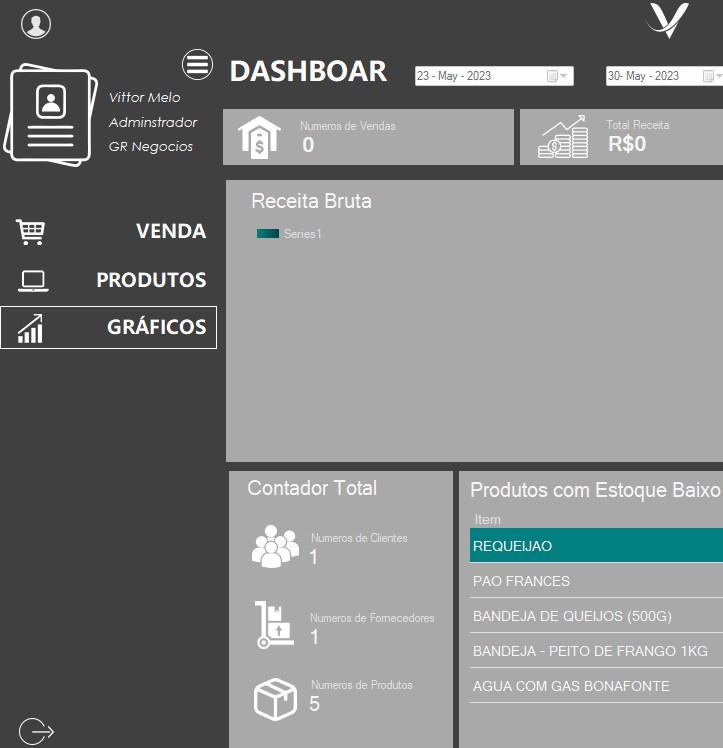 DASHBOAR
23 - May - 2023
30- May - 2023
Vittor Melo
Adminstrador
GR Negocios
Numeros de Vendas
0
Total Receita
R$0
VENDA
PRODUTOS
GRÁFICOS
Receita Bruta
Series1
Contador Total
Numeros de Clientes
1
Numeros de Fornecedores
1
Numeros de Produtos
5
Produtos com Estoque Baixo
Item
REQUEIJAO
PAO FRANCES
BANDEJA DE QUEIJOS (500G)
BANDEJA - PEITO DE FRANGO 1KG
AGUA COM GAS BONAFONTE